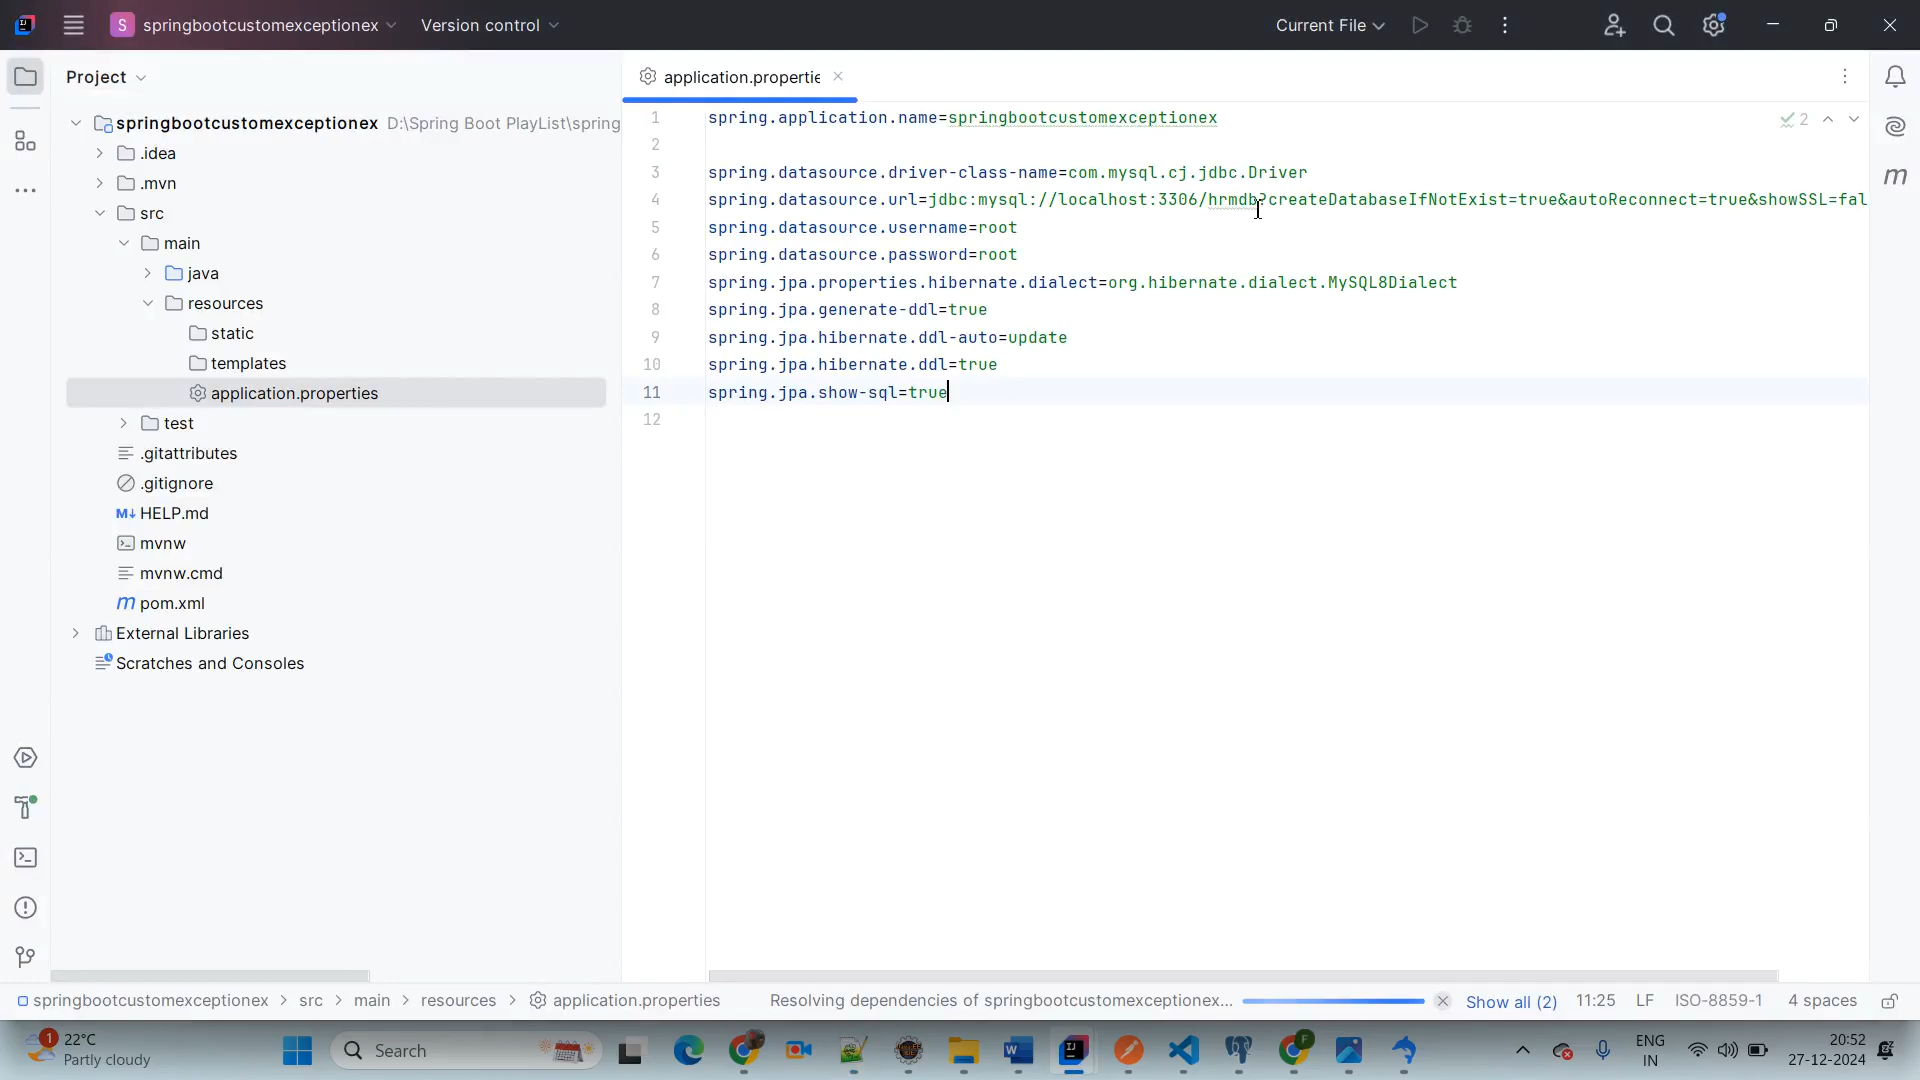 S springbootcustomexceptionex Version control Current File
Project
application.propertie
springbootcustomexceptionex D:\Spring Boot PlayList\spring
.idea
.mvn
src
main
java
resources
static
templates
application.properties
test
.gitattributes
.gitignore
M↓ HELP.md
mvnw
mvnw.cmd
m pom.xml
External Libraries
Scratches and Consoles
2
m
1 spring.application.name=springbootcustomexceptionex
2
3 spring.datasource.driver-class-name=com.mysql.cj.jdbc.Driver
4 spring.datasource.url=jdbc:mysql://localhost:3306/hrmdb?createDatabaseIfNotExist=true&autoReconnect=true&showSSL=fal
5 spring.datasource.username=root
6 spring.datasource.password=root
7 spring.jpa.properties.hibernate.dialect=org.hibernate.dialect.MySQL8Dialect
8 spring.jpa.generate-ddl=true
9 spring.jpa.hibernate.ddl-auto=update
10 spring.jpa.hibernate.ddl=true
11 spring.jpa.show-sql=true
12
springbootcustomexceptionex > src > main > resources > application.properties Resolving dependencies of springbootcustomexceptionex... Show all (2) 11:25 LF ISO-8859-1 4 spaces
1 22°C
Partly cloudy
Search
ENG
IN
20:52
27-12-2024